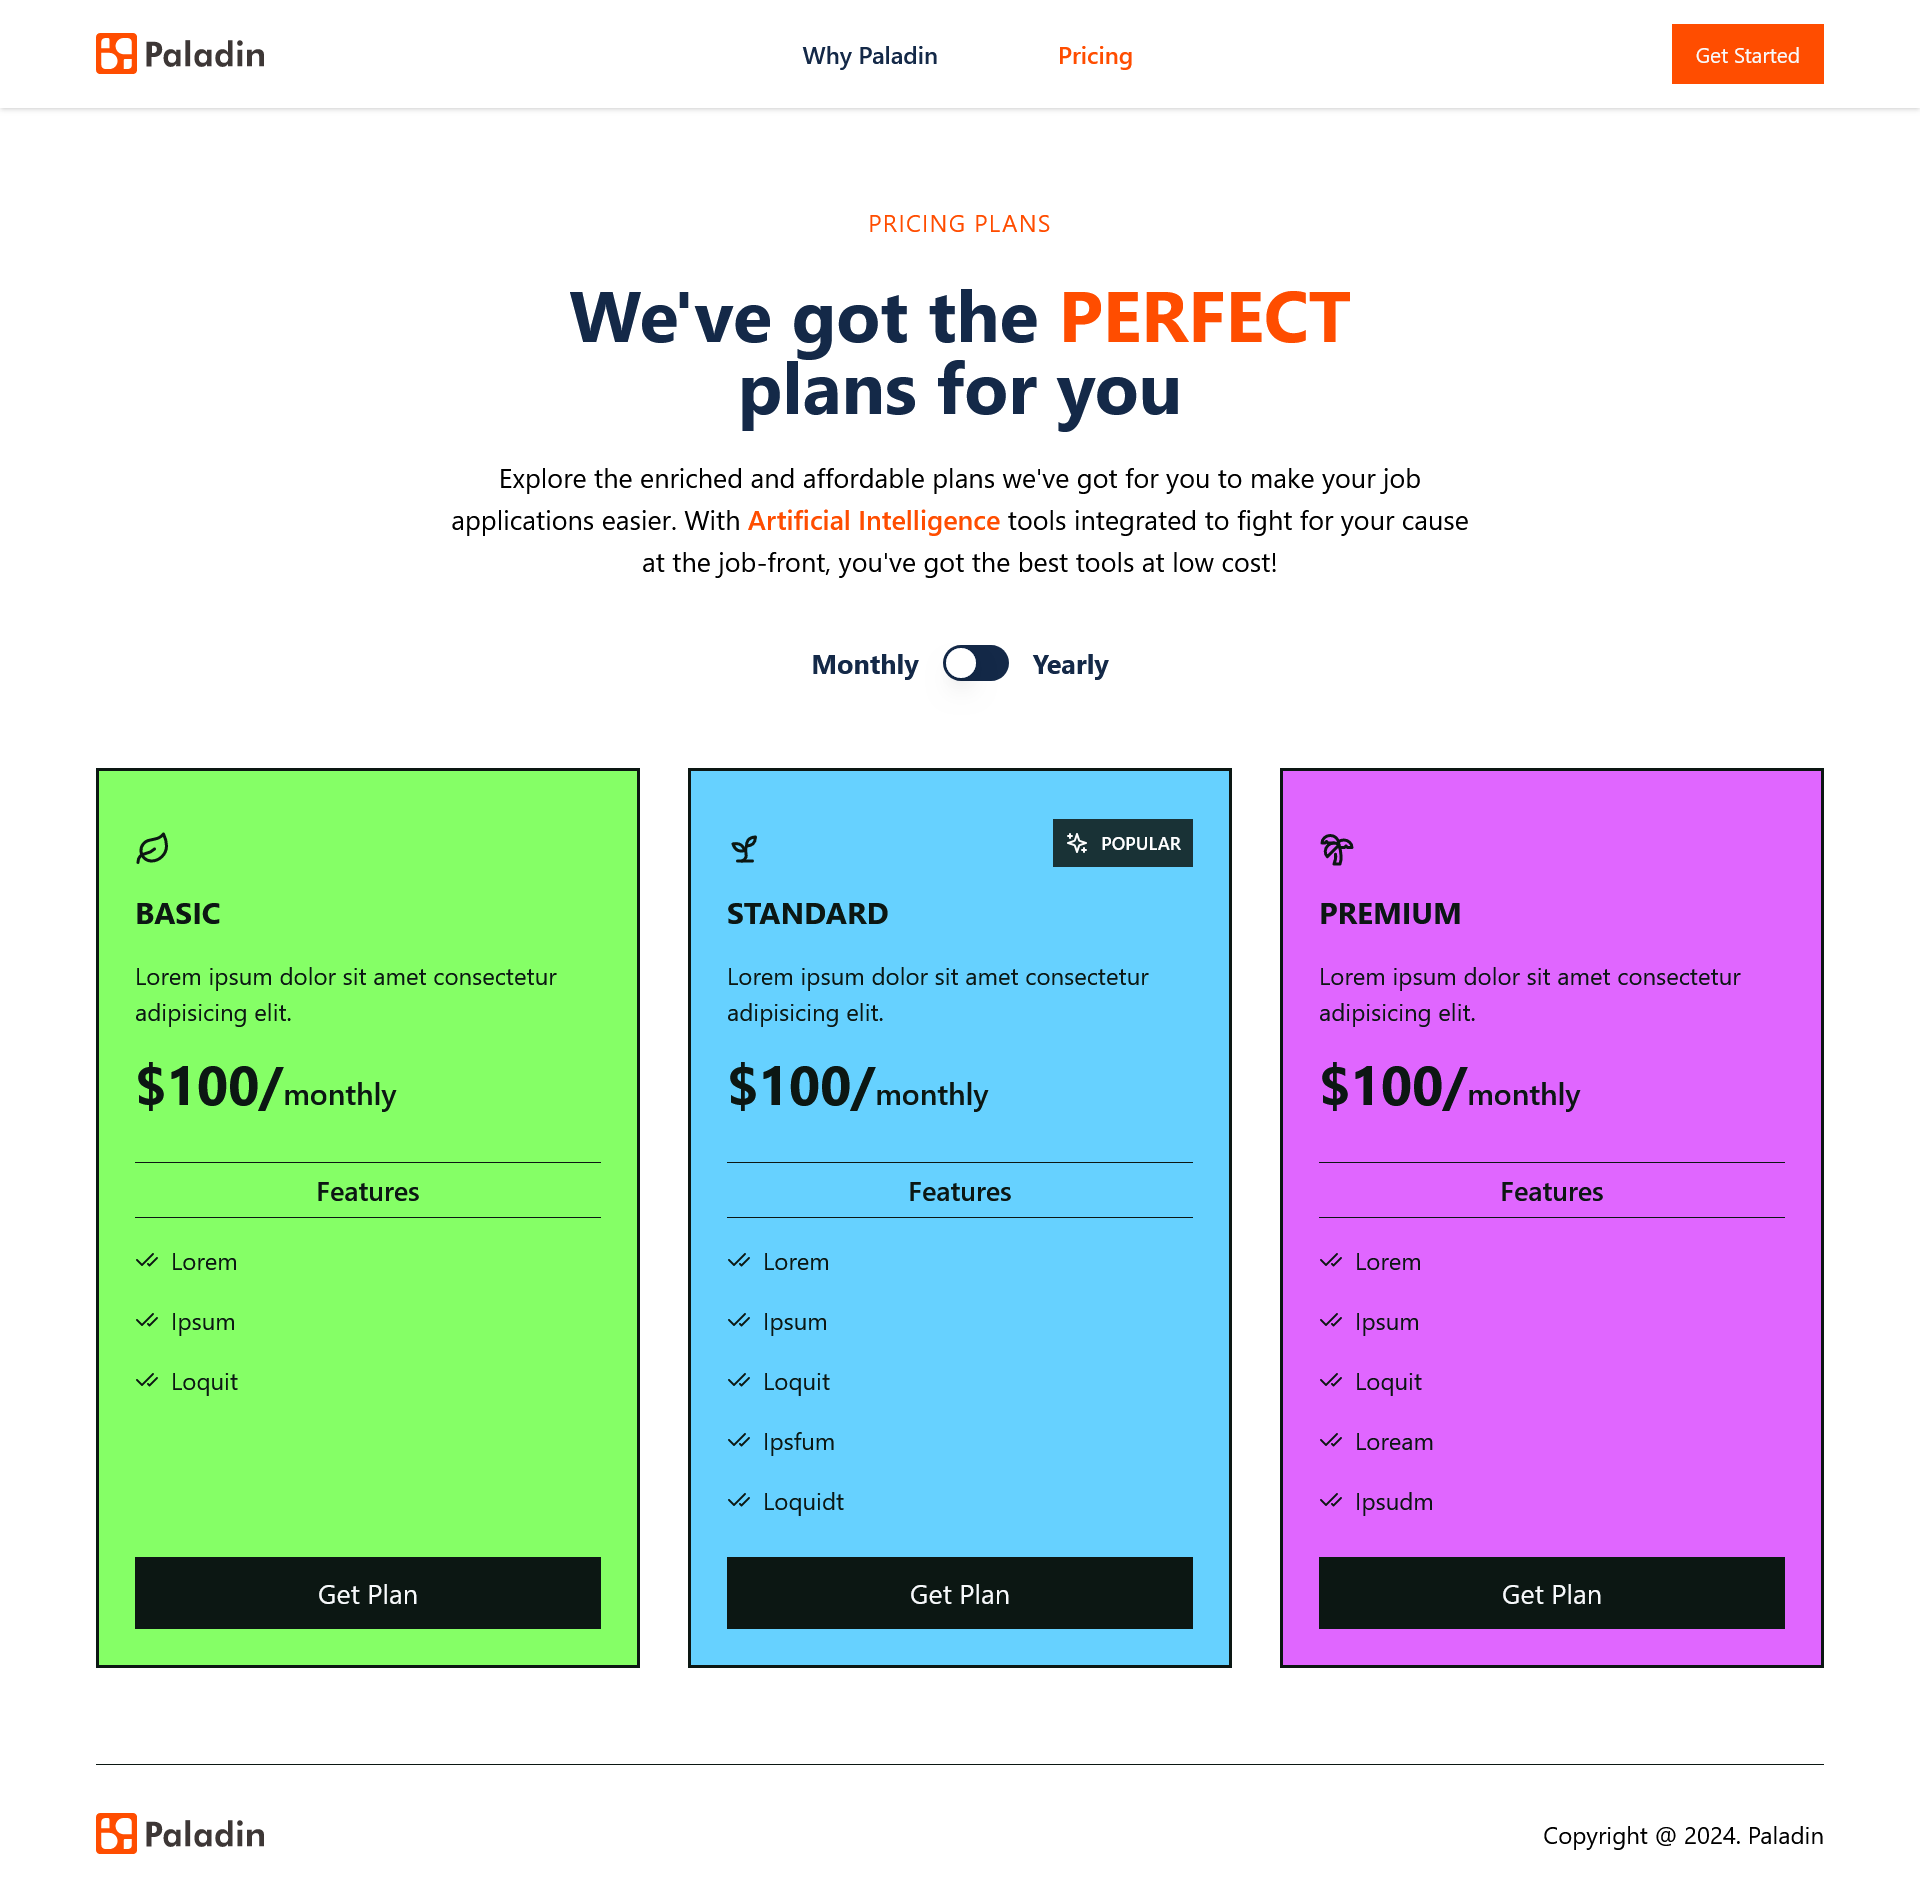 Paladin
Why Paladin
Pricing
Get Started
PRICING PLANS
We've got the PERFECT
plans for you
Explore the enriched and affordable plans we've got for you to make your job
applications easier. With Artificial Intelligence tools integrated to fight for your cause
at the job-front, you've got the best tools at low cost!
Monthly
Yearly
BASIC
Lorem ipsum dolor sit amet consectetur
adipisicing elit.
$100/monthly
Features
Lorem
Ipsum
Loquit
Get Plan
POPULAR
STANDARD
Lorem ipsum dolor sit amet consectetur
adipisicing elit.
$100/monthly
Features
Lorem
Ipsum
Loquit
Ipsfum
Loquidt
Get Plan
PREMIUM
Lorem ipsum dolor sit amet consectetur
adipisicing elit.
$100/monthly
Features
Lorem
Ipsum
Loquit
Loream
Ipsudm
Get Plan
Paladin
Copyright @ 2024. Paladin